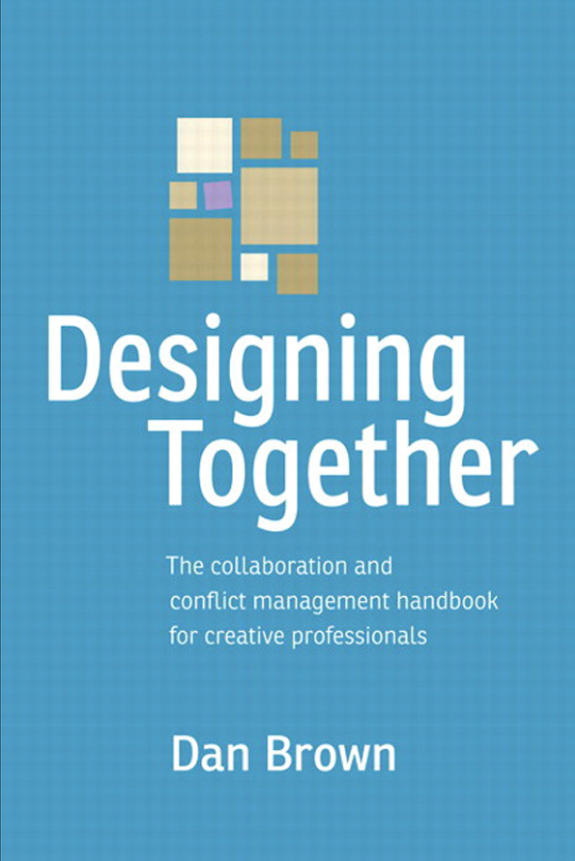 Designing
Together
The collaboration and
conflict management handbook
for creative professionals
Dan Brown